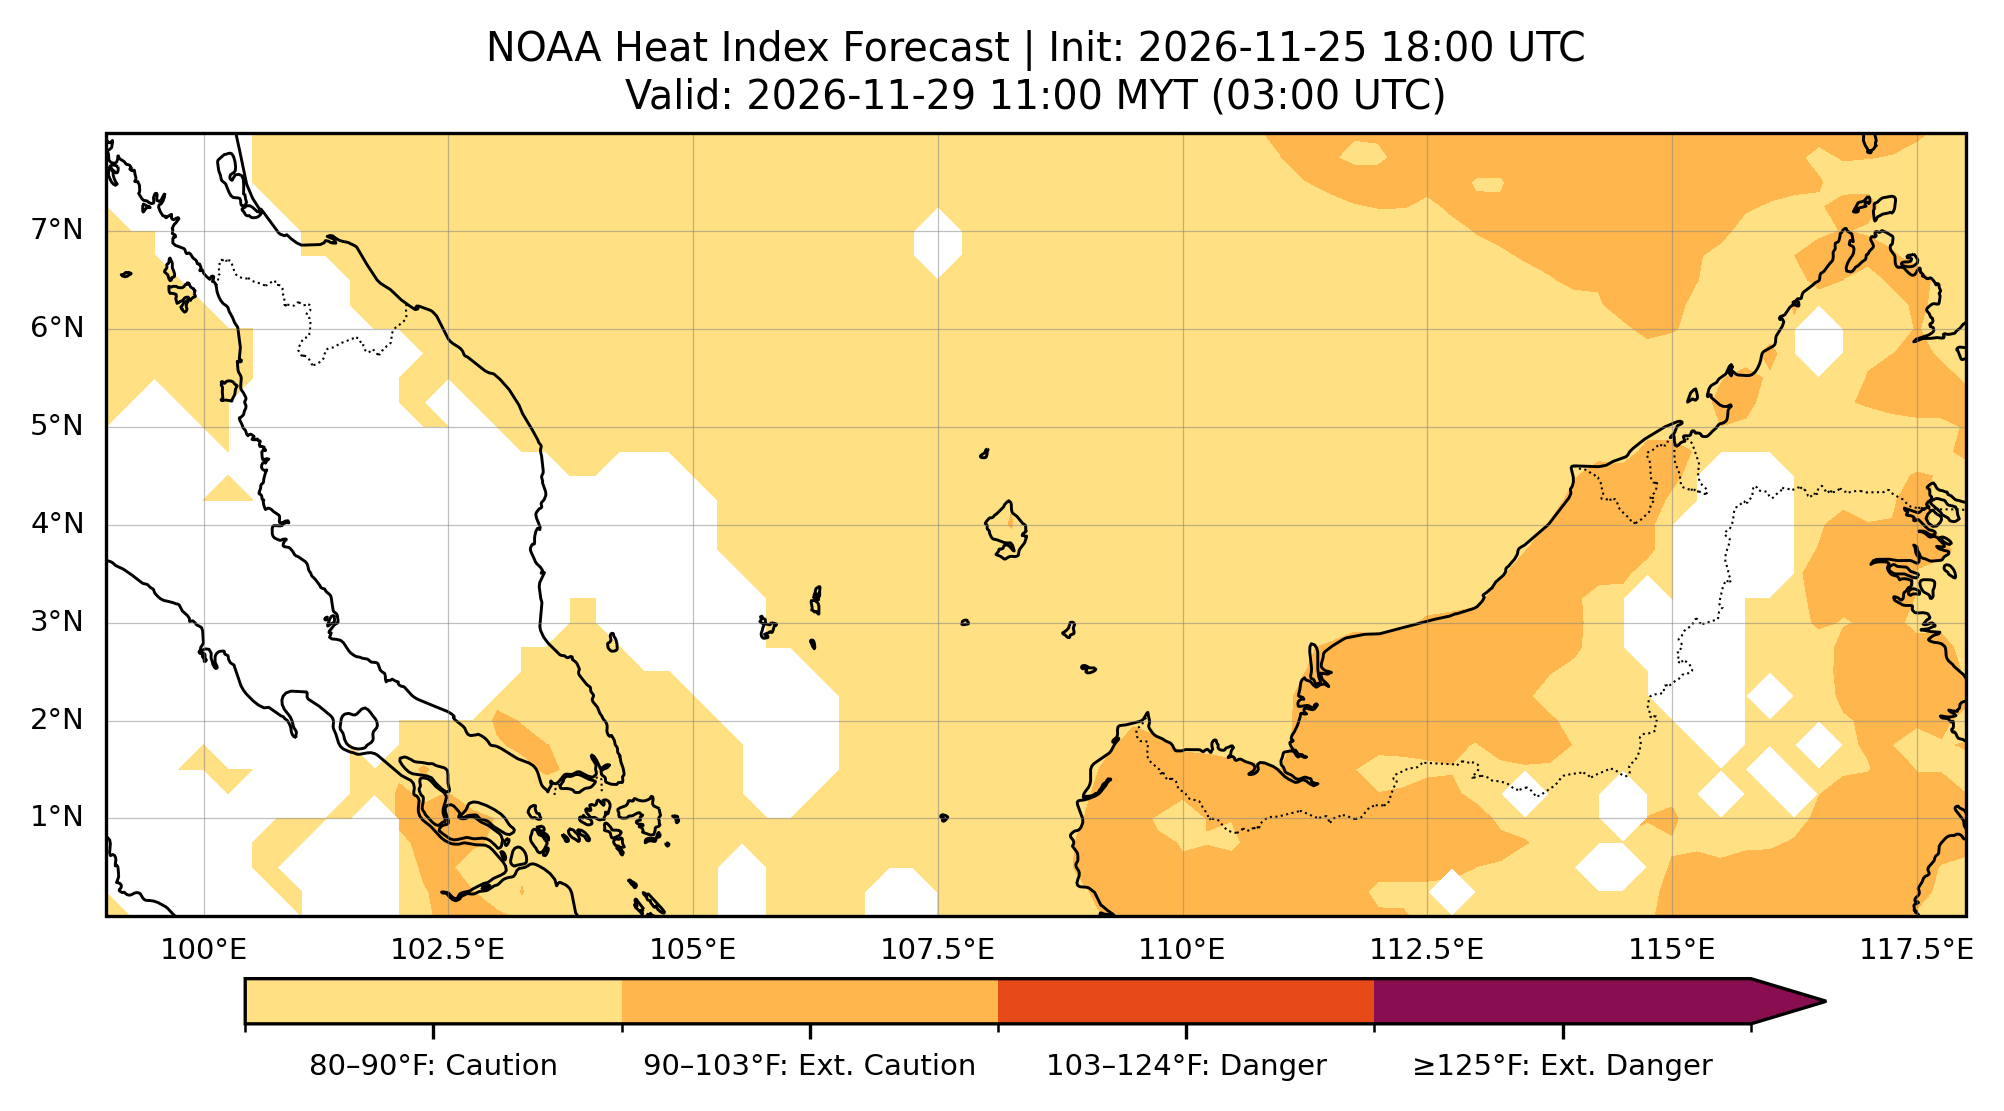 NOAA Heat Index Forecast | Init: 2026-11-25 18:00 UTC
Valid: 2026-11-29 11:00 MYT (03:00 UTC)
7°N
6°N
5°N
4°N
3°N
2°N
1°N
100°E
102.5°E
105°E
107.5°E
110°E
112.5°E
115°E
117.5°E
80–90°F: Caution
90–103°F: Ext. Caution
103–124°F: Danger
≥125°F: Ext. Danger